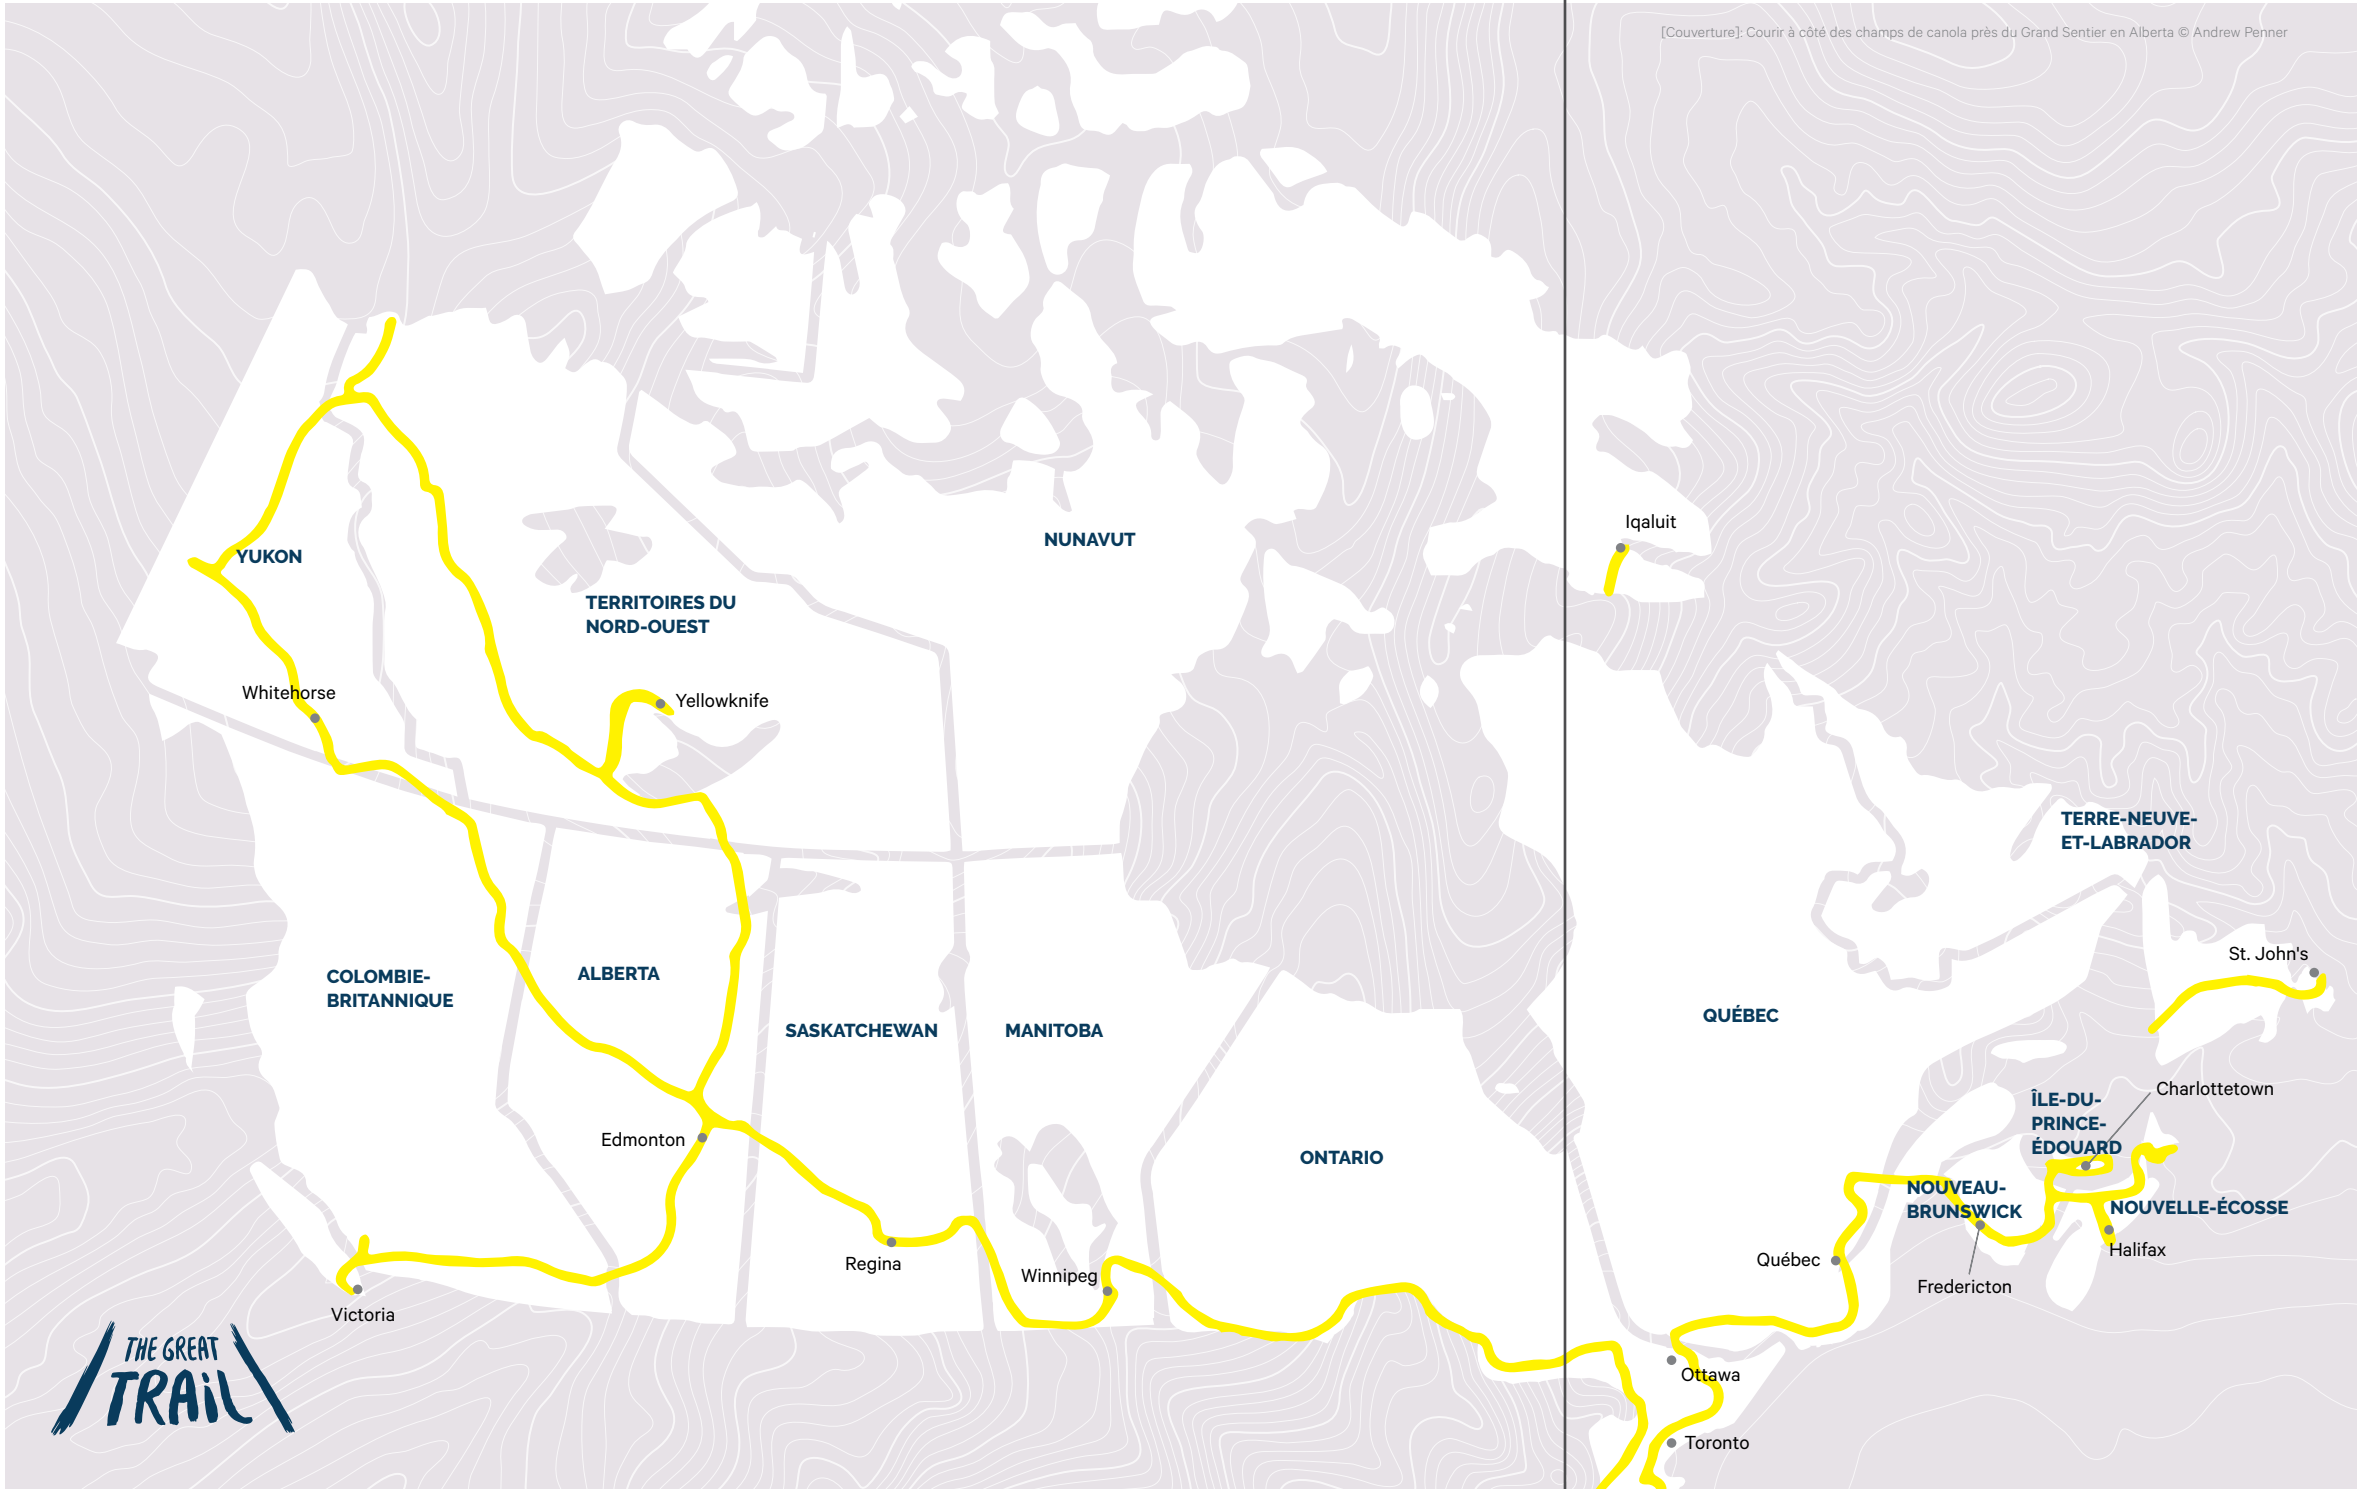 [Couverture]: Courir à côté des champs de canola près du Grand Sentier en Alberta © Andrew Penner
Iqaluit
NUNAVUT
YUKON
TERRITOIRES DU
NORD-OUEST
Whitehorse
Yellowknife
TERRE-NEUVE-
ET-LABRADOR
St. John's
COLOMBIE-
BRITANNIQUE
ALBERTA
SASKATCHEWAN
MANITOBA
QUÉBEC
Charlottetown
ÎLE-DU-
PRINCE-
ÉDOUARD
Edmonton
ONTARIO
NOUVEAU-
BRUNSWICK
NOUVELLE-ÉCOSSE
Halifax
Québec
Regina
Winnipeg
Fredericton
Victoria
THE GREAT
TRAiL
Ottawa
Toronto